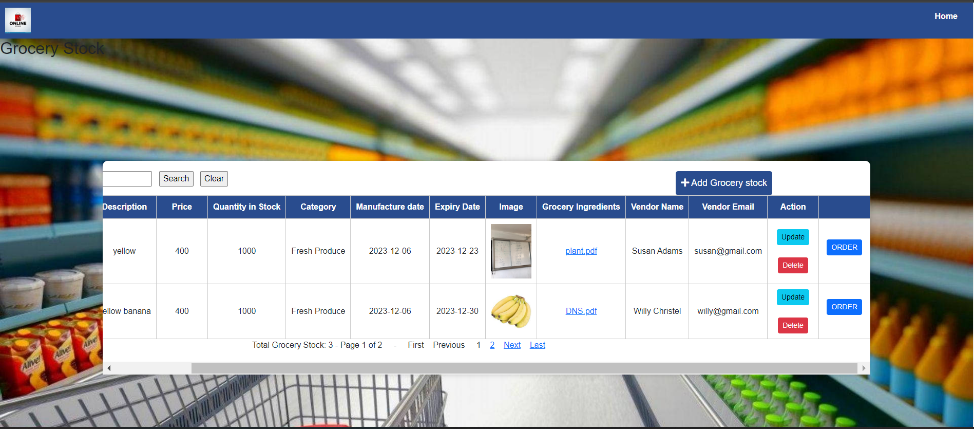 ONLINE
Home
Grocery Stock
Search Clear + Add Grocery stock
Description Price Quantity in Stock Category Manufacture date Expiry Date Image Grocery Ingredients Vendor Name Vendor Email Action
yellow 400 1000 Fresh Produce 2023-12-06 2023-12-23 plant.pdf Susan Adams susan@gmail.com Update Delete ORDER
ellow banana 400 1000 Fresh Produce 2023-12-06 2023-12-30 DNS.pdf Willy Christel willy@gmail.com Update Delete ORDER
Total Grocery Stock: 3 Page 1 of 2 First Previous 1 2 Next Last
Alive!
Alive!